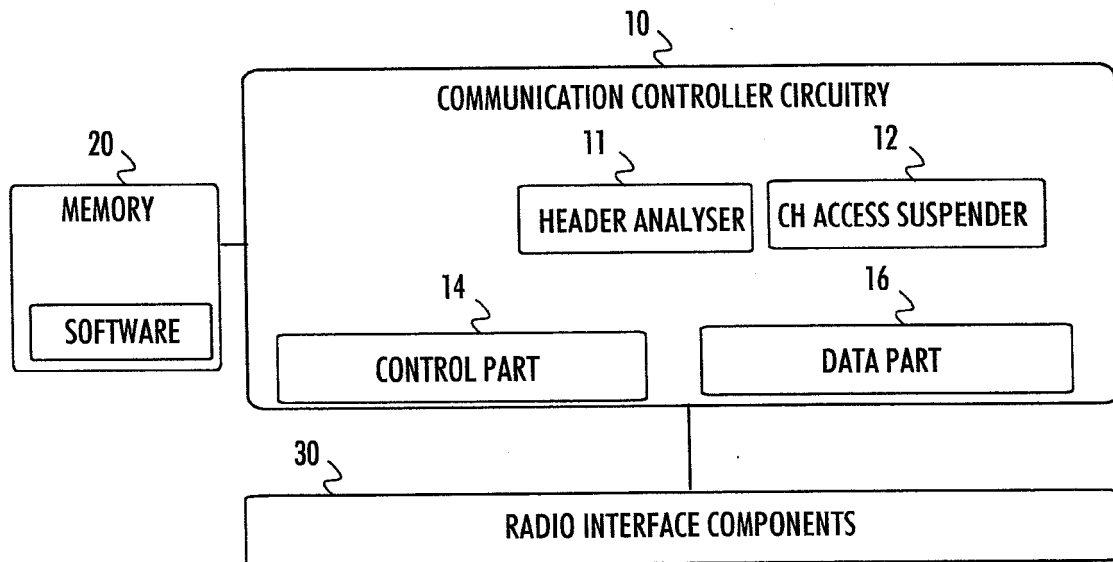 10
COMMUNICATION CONTROLLER CIRCUITRY
20
11
12
MEMORY
HEADER ANALYSER
CH ACCESS SUSPENDER
14
16
SOFTWARE
CONTROL PART
DATA PART
30
RADIO INTERFACE COMPONENTS